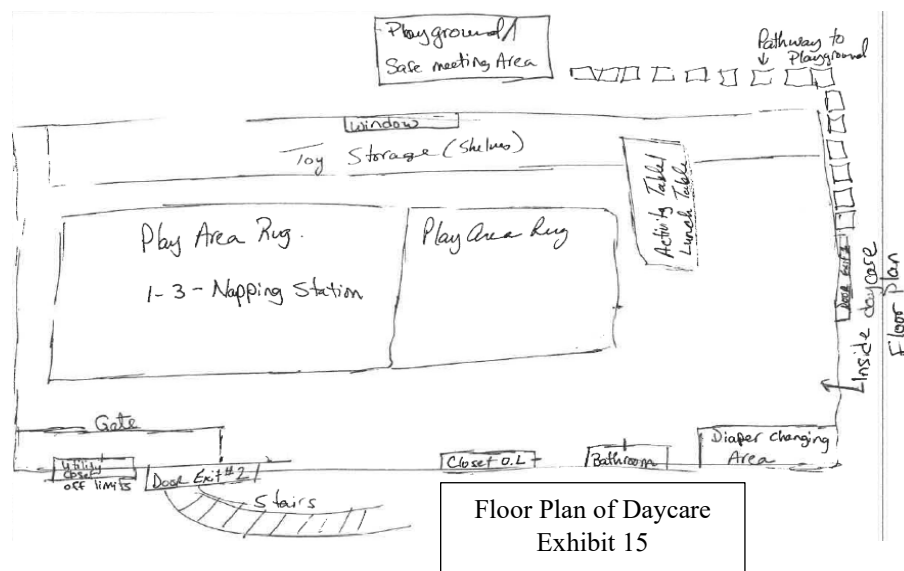 Playground/
Safe meeting Area
Pathway to
Playground
Window
Toy Storage (Shelves)
Activity Table/
Lunch Table
Play Area Rug.
1-3-Napping Station
Play Area Rug
Door Exit
Inside daycase
Floor Plan
Gate
Utility
Closet
off limits
Door Exit #2
Stairs
Closet O.L
Bathroom
Diaper changing
Area
Floor Plan of Daycare
Exhibit 15